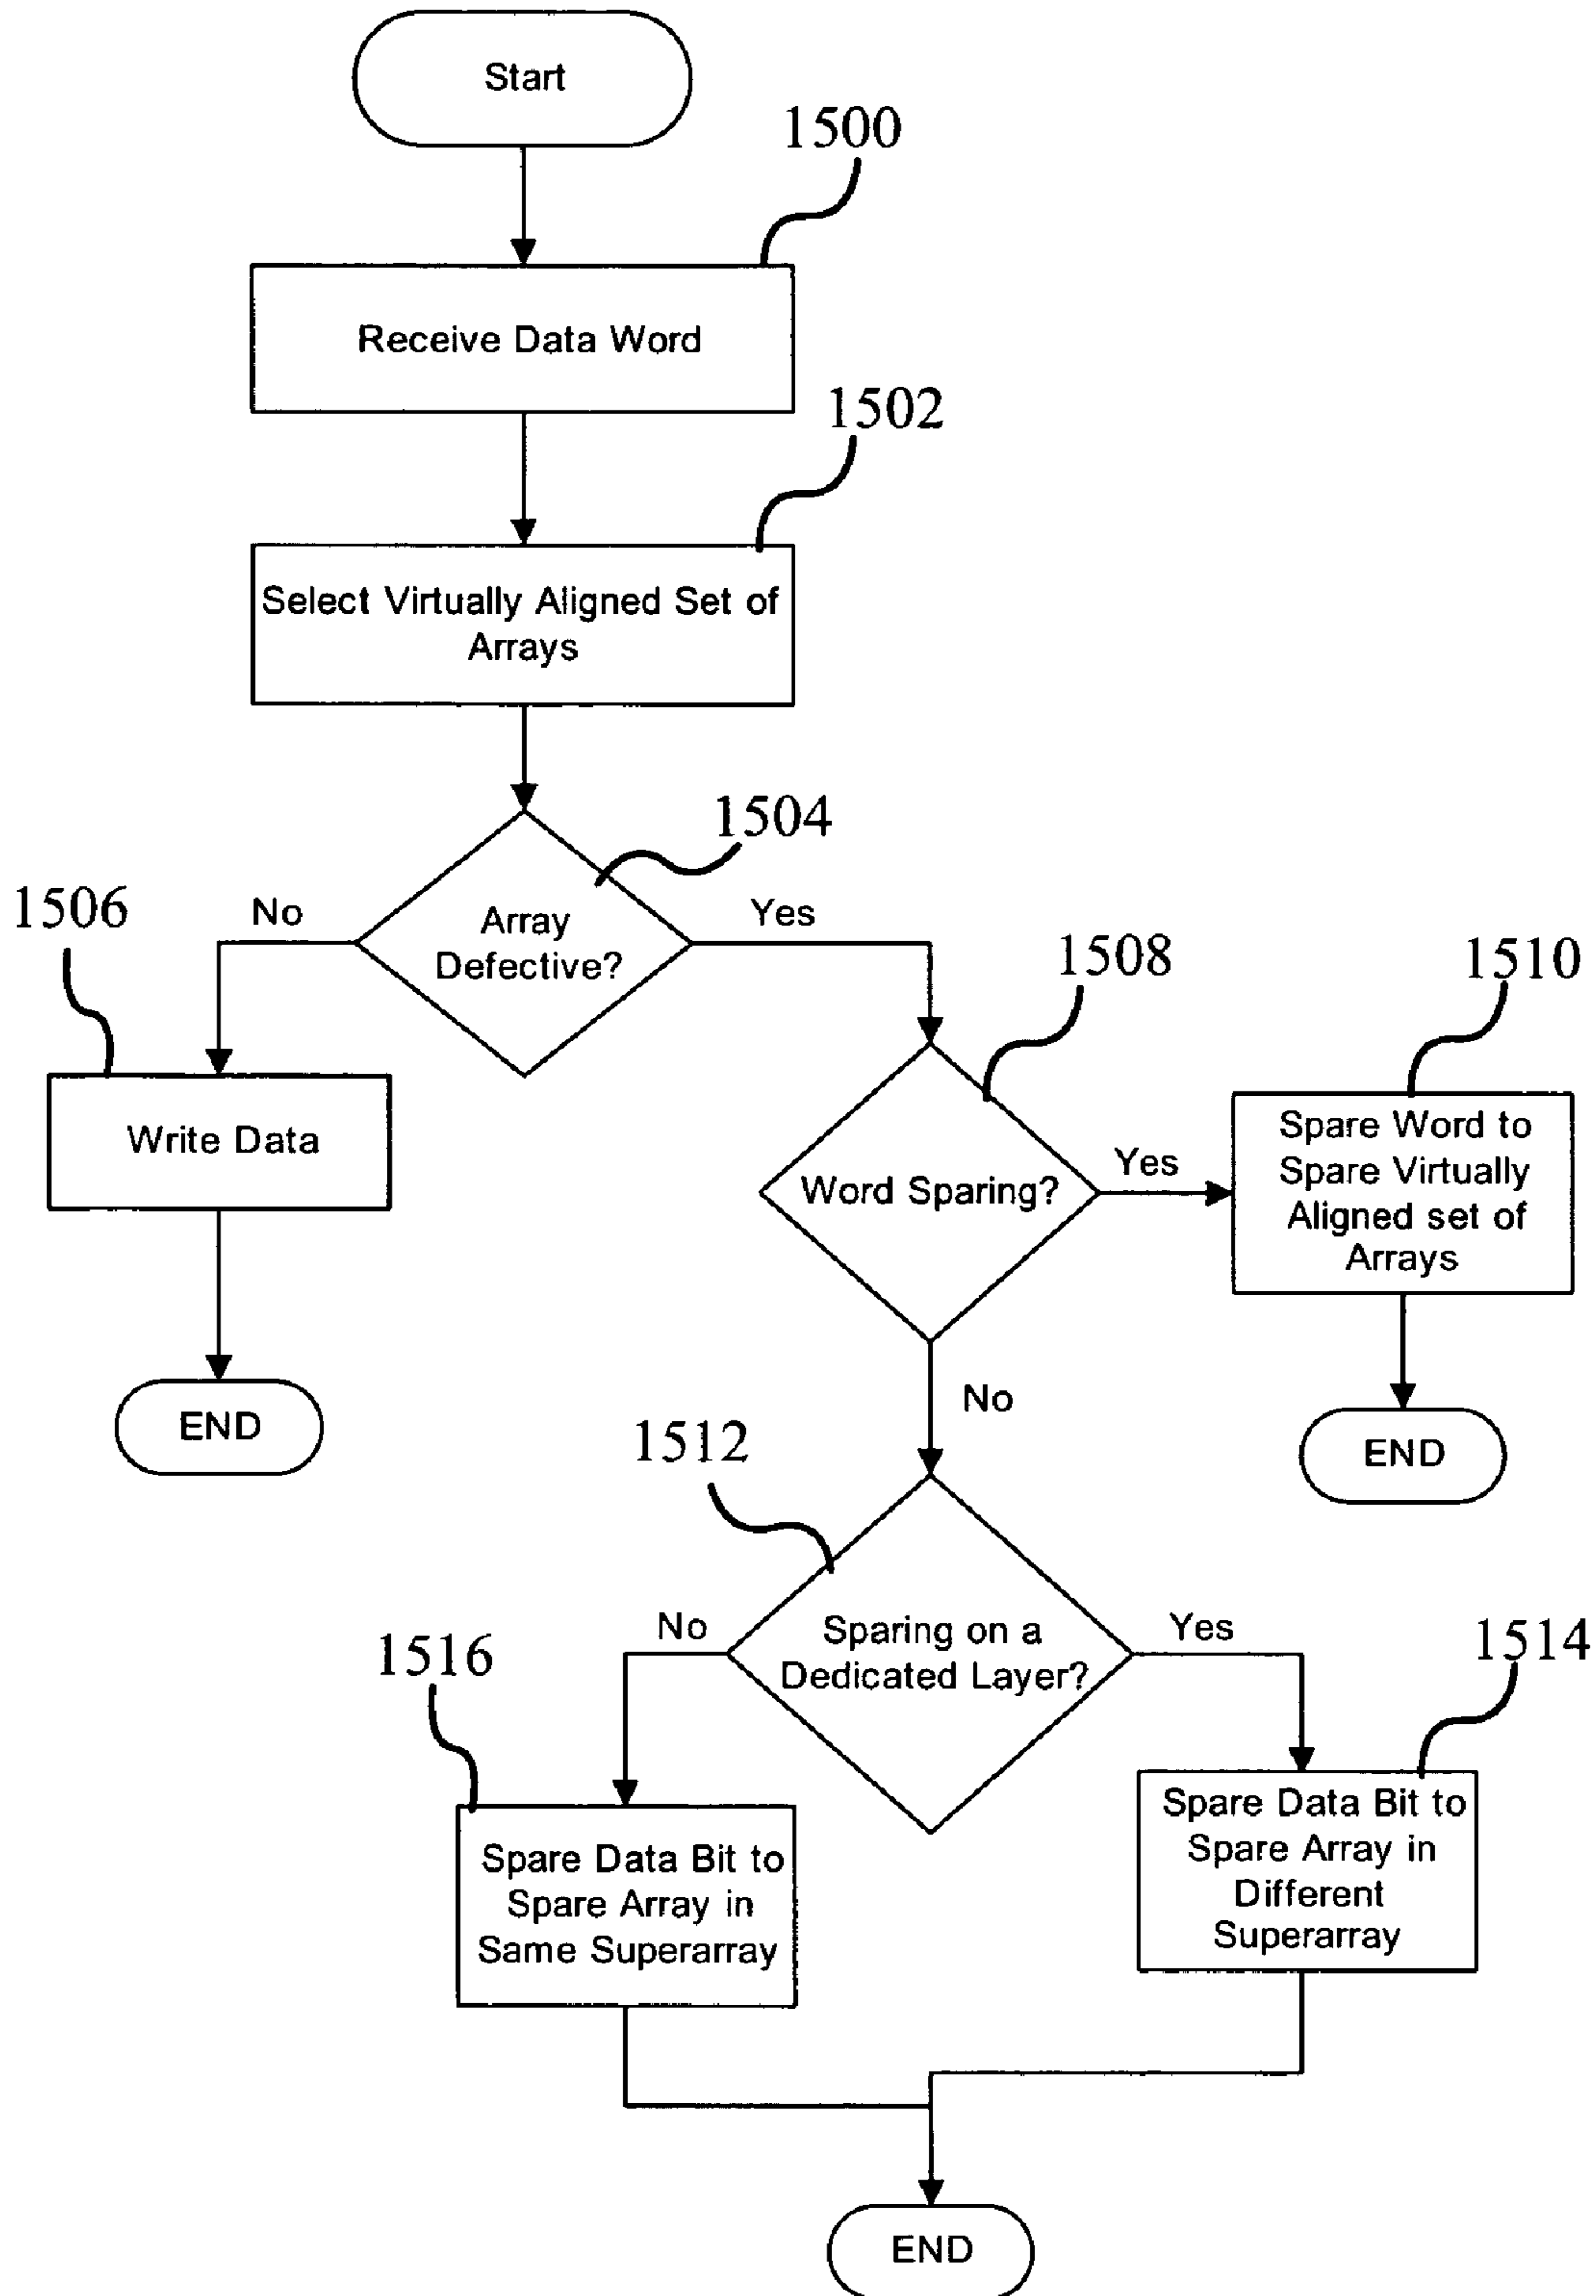 Start
1500
Receive Data Word
1502
Select Virtually Aligned Set of
Arrays
1504
1506
No
Array
Defective?
Yes
1508
1510
Write Data
Word Sparing?
Yes
Spare Word to
Spare Virtually
Aligned set of
Arrays
END
No
END
1512
No
Sparing on a
Dedicated Layer?
Yes
1514
1516
Spare Data Bit to
Spare Array in
Same Superarray
Spare Data Bit to
Spare Array in
Different
Superarray
END